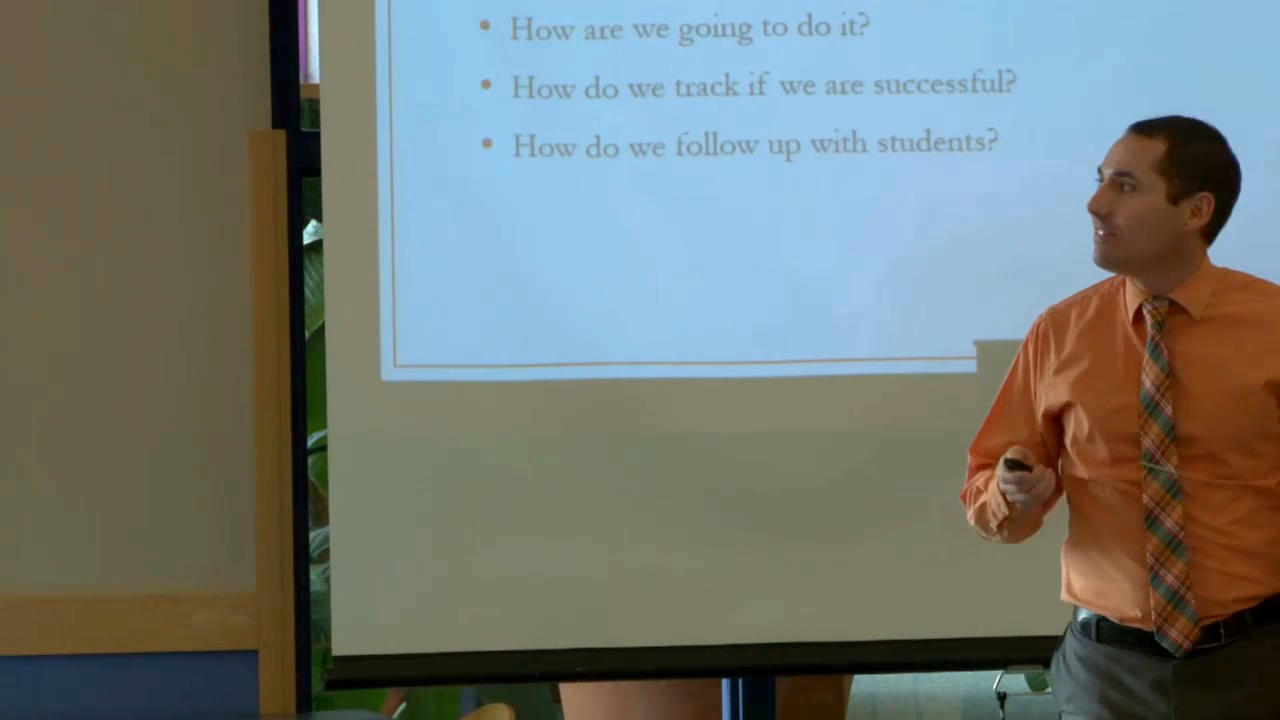 • How are we going to do it?
• How do we track if we are successful?
• How do we follow up with students?